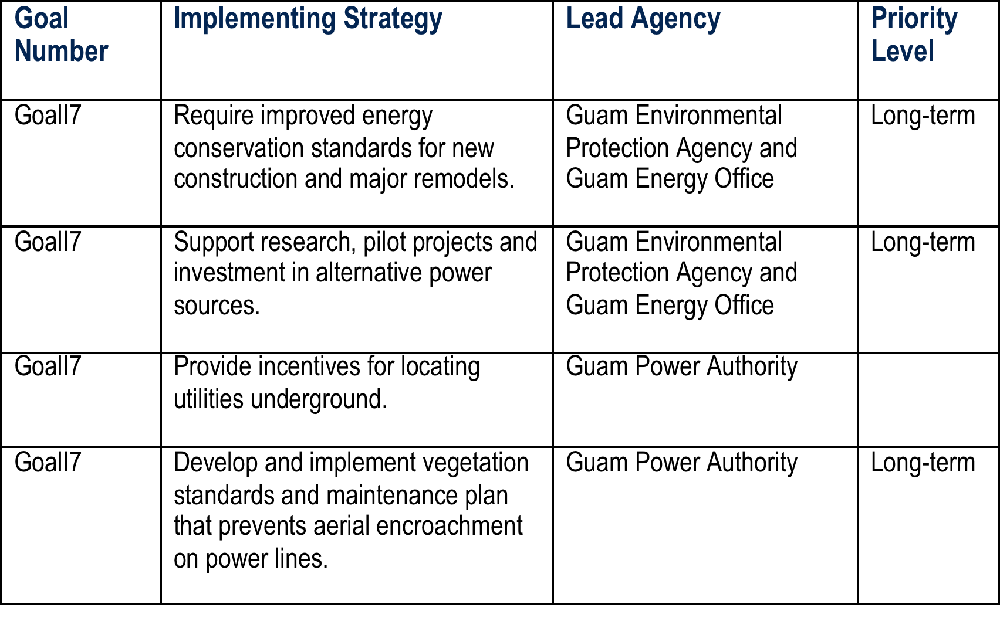 Goal Number
Implementing Strategy
Lead Agency
Priority Level
GoalI7
Require improved energy
conservation standards for new
construction and major remodels.
Guam Environmental
Protection Agency and
Guam Energy Office
Long-term
GoalI7
Support research, pilot projects and
investment in alternative power
sources.
Guam Environmental
Protection Agency and
Guam Energy Office
Long-term
GoalI7
Provide incentives for locating
utilities underground.
Guam Power Authority
GoalI7
Develop and implement vegetation
standards and maintenance plan
that prevents aerial encroachment
on power lines.
Guam Power Authority
Long-term